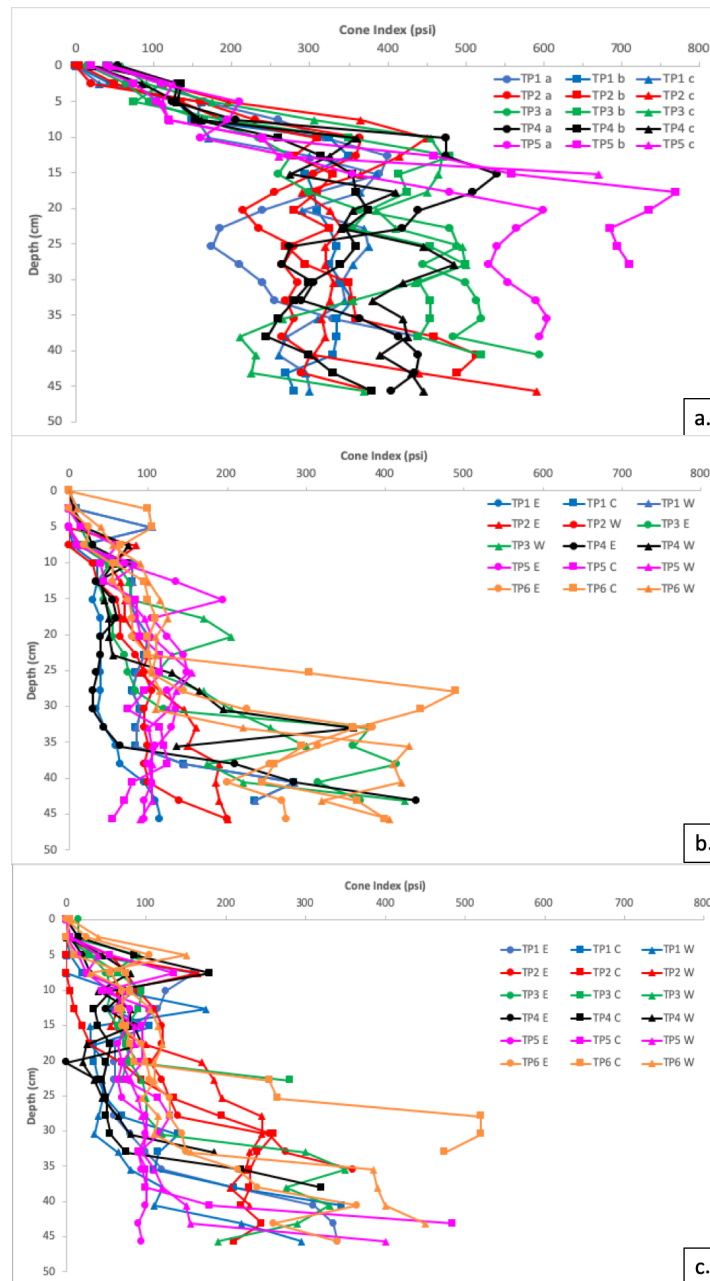 Cone Index (psi)
0 100 200 300 400 500 600 700 800
0
5
10
15
20
25
30
35
40
45
50
Depth (cm)
TP1 a TP1 b TP1 c
TP2 a TP2 b TP2 c
TP3 a TP3 b TP3 c
TP4 a TP4 b TP4 c
TP5 a TP5 b TP5 c
a.
Cone Index (psi)
0 100 200 300 400 500 600 700 800
0
5
10
15
20
25
30
35
40
45
50
Depth (cm)
TP1 E TP1 C TP1 W
TP2 E TP2 W TP3 E
TP3 W TP4 E TP4 W
TP5 E TP5 C TP5 W
TP6 E TP6 C TP6 W
b.
Cone Index (psi)
0 100 200 300 400 500 600 700 800
0
5
10
15
20
25
30
35
40
45
50
Depth (cm)
TP1 E TP1 C TP1 W
TP2 E TP2 C TP2 W
TP3 E TP3 C TP3 W
TP4 E TP4 C TP4 W
TP5 E TP5 C TP5 W
TP6 E TP6 C TP6 W
c.